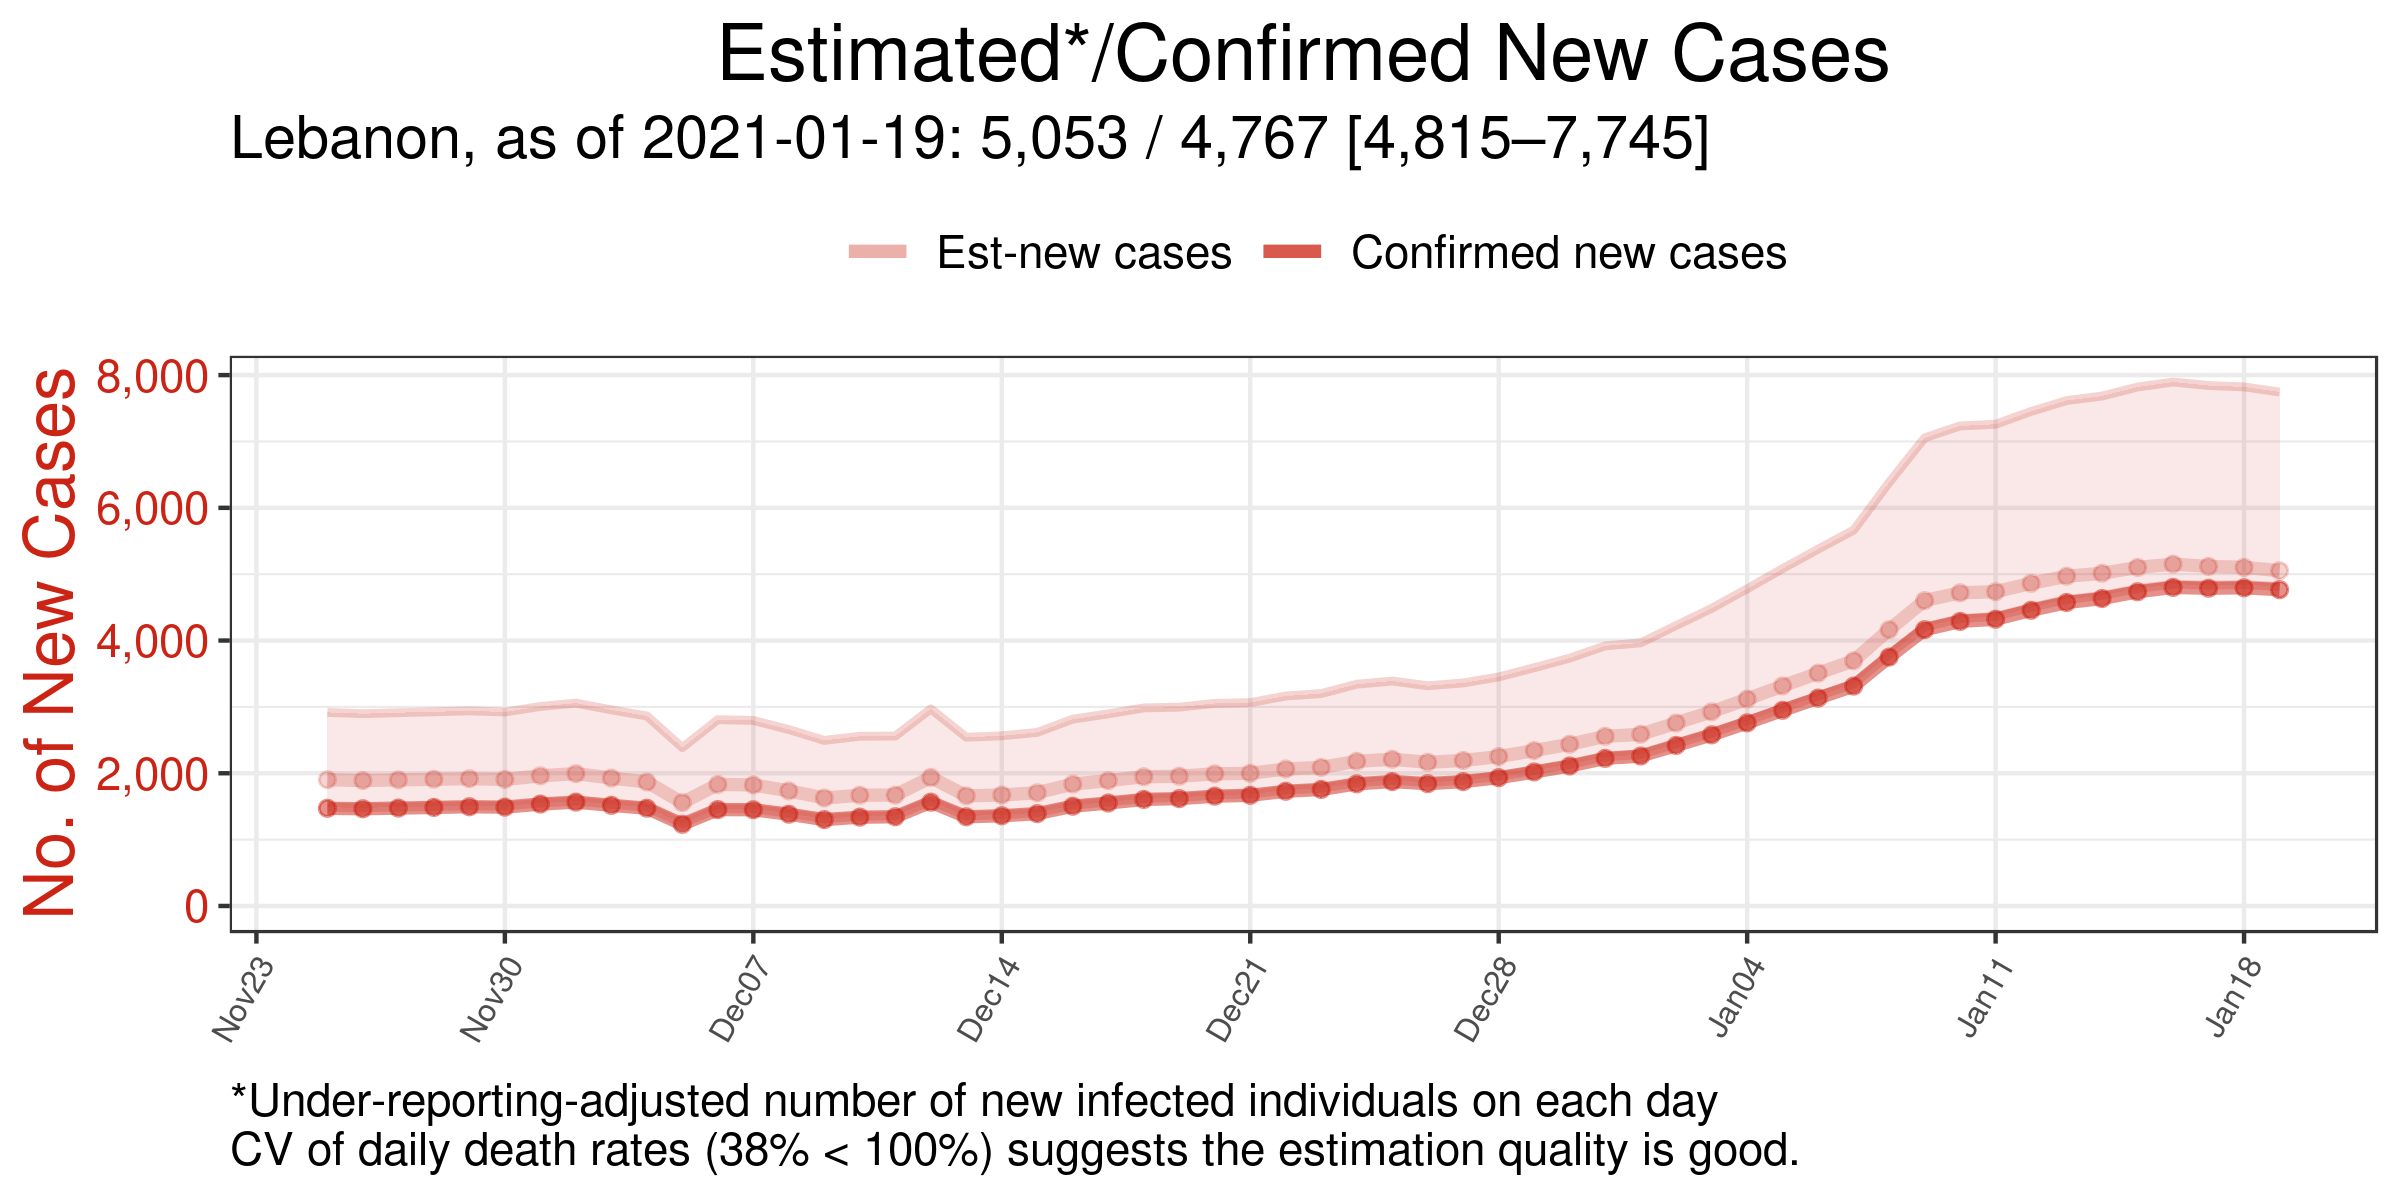 Estimated*/Confirmed New Cases
Lebanon, as of 2021-01-19: 5,053 / 4,767 [4,815–7,745]
Est-new cases
Confirmed new cases
No. of New Cases
8,000
6,000
4,000
2,000
0
Nov23
Nov30
Dec07
Dec14
Dec21
Dec28
Jan04
Jan11
Jan18
*Under-reporting-adjusted number of new infected individuals on each day
CV of daily death rates (38% < 100%) suggests the estimation quality is good.